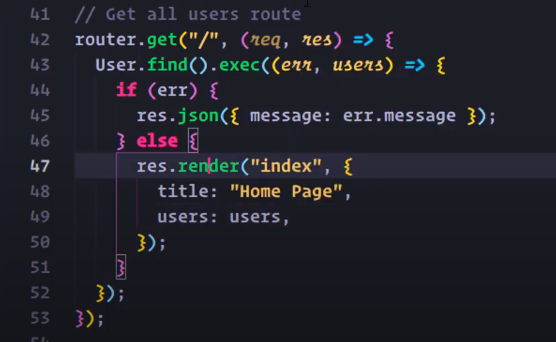 41 // Get all users route
42 router.get("/", (req, res) => {
43 User.find().exec((err, users) => {
44 if (err) {
45 res.json({ message: err.message });
46 } else {
47 res.render("index", {
48 title: "Home Page",
49 users: users,
50 });
51 }
52 });
53 });